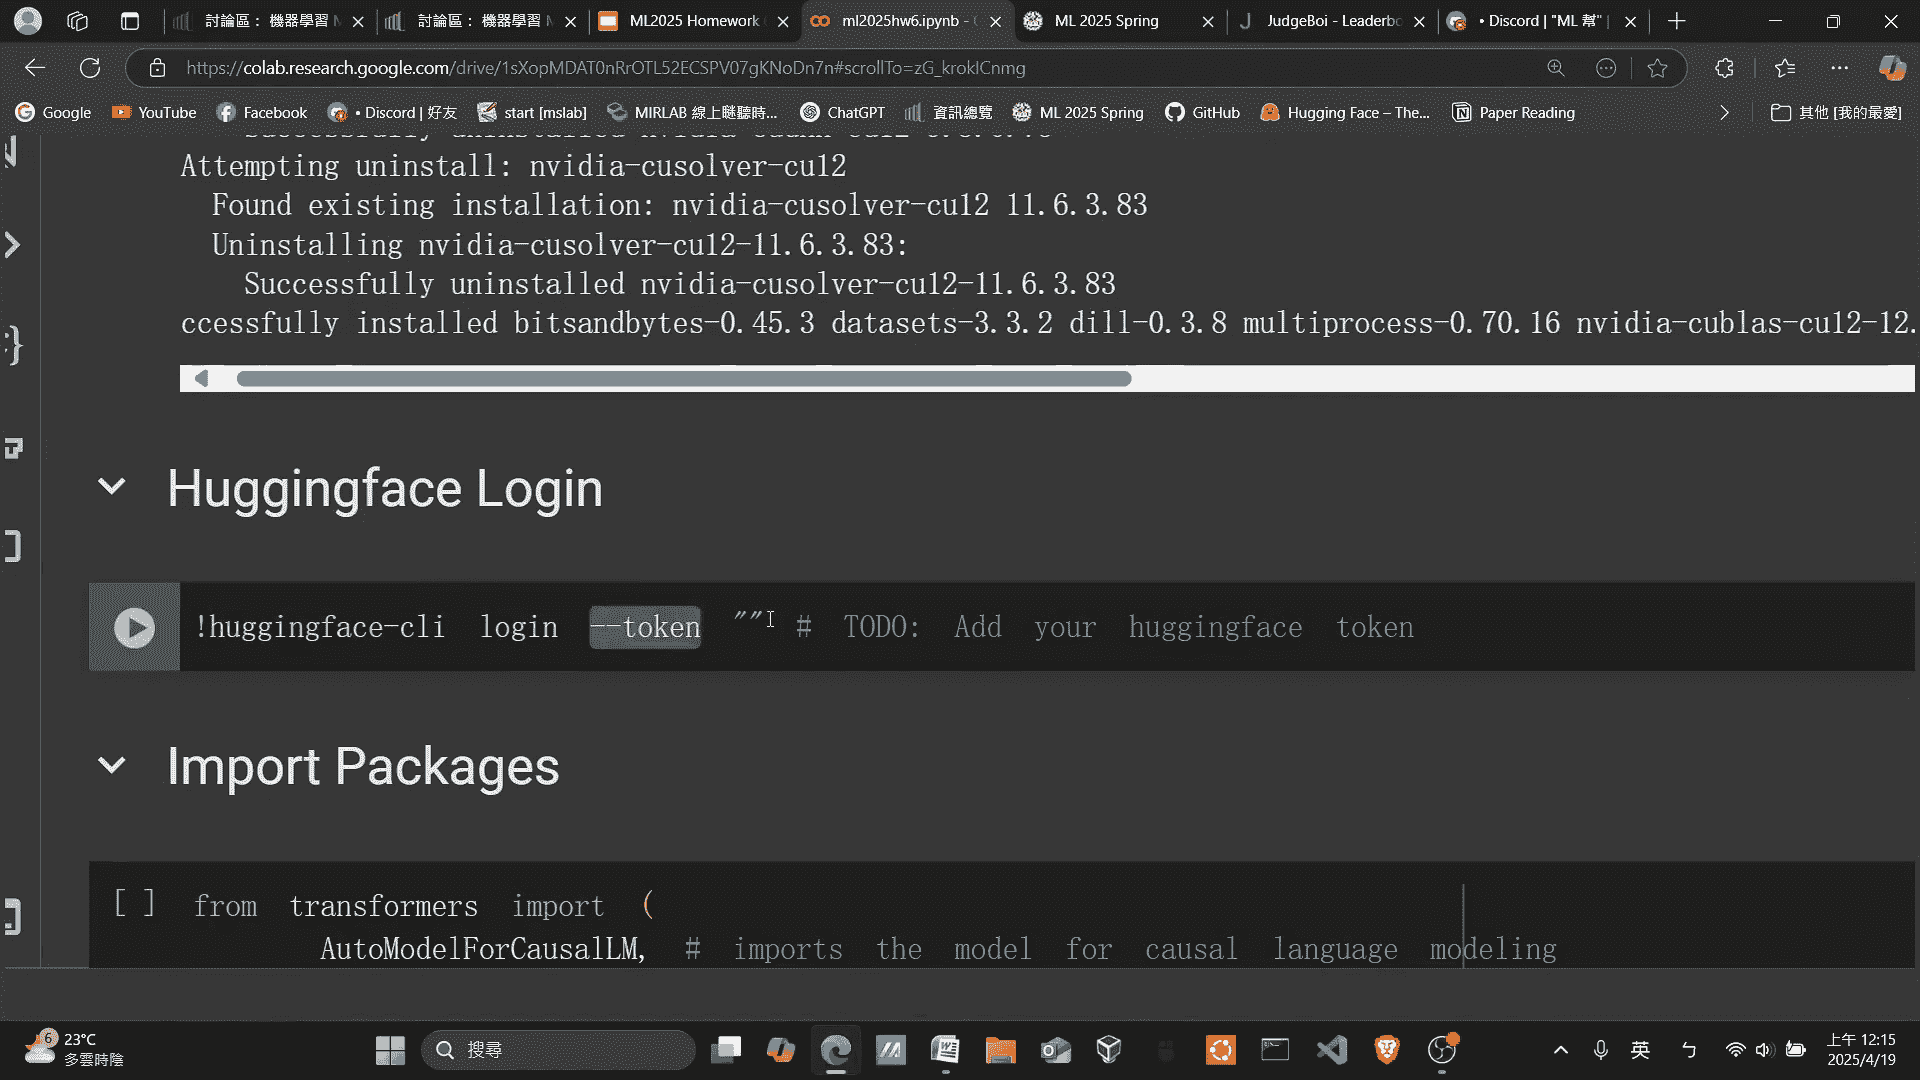 討論區： 機器學習
討論區： 機器學習
ML2025 Homework
ml2025hw6.ipynb -
ML 2025 Spring
JudgeBoi - Leaderbo
• Discord | "ML 幫" |
https://colab.research.google.com/drive/1sXopMDAT0nRrOTL52ECSPV07gKNoDn7n#scrollTo=zG_kroklCnmg
Google
YouTube
Facebook
• Discord | 好友
start [mslab]
MIRLAB 線上瞇聽時...
ChatGPT
資訊總覽
ML 2025 Spring
GitHub
Hugging Face – The...
Paper Reading
其他 [我的最愛]
Attempting uninstall: nvidia-cusolver-cu12
Found existing installation: nvidia-cusolver-cu12 11.6.3.83
Uninstalling nvidia-cusolver-cu12-11.6.3.83:
Successfully uninstalled nvidia-cusolver-cu12-11.6.3.83
ccessfully installed bitsandbytes-0.45.3 datasets-3.3.2 dill-0.3.8 multiprocess-0.70.16 nvidia-cublas-cu12-12.
Huggingface Login
!huggingface-cli login --token "" # TODO: Add your huggingface token
Import Packages
[ ] from transformers import (
AutoModelForCausalLM, # imports the model for causal language modeling
6
23°C
多雲時陰
搜尋
英
ㄅ
上午 12:15
2025/4/19